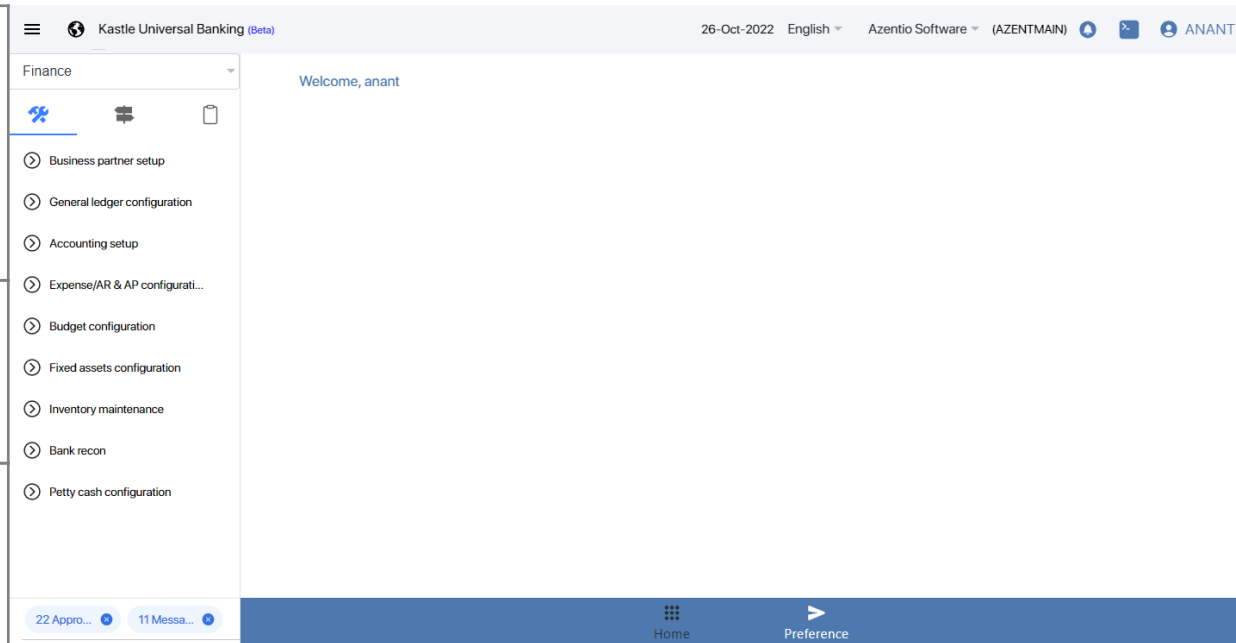 Kastle Universal Banking (Beta) 26-Oct-2022 English Azentio Software (AZENTMAIN) ANANT
Finance
Welcome, anant
Business partner setup
General ledger configuration
Accounting setup
Expense/AR & AP configurati...
Budget configuration
Fixed assets configuration
Inventory maintenance
Bank recon
Petty cash configuration
22 Appro... 11 Messa...
Home Preference